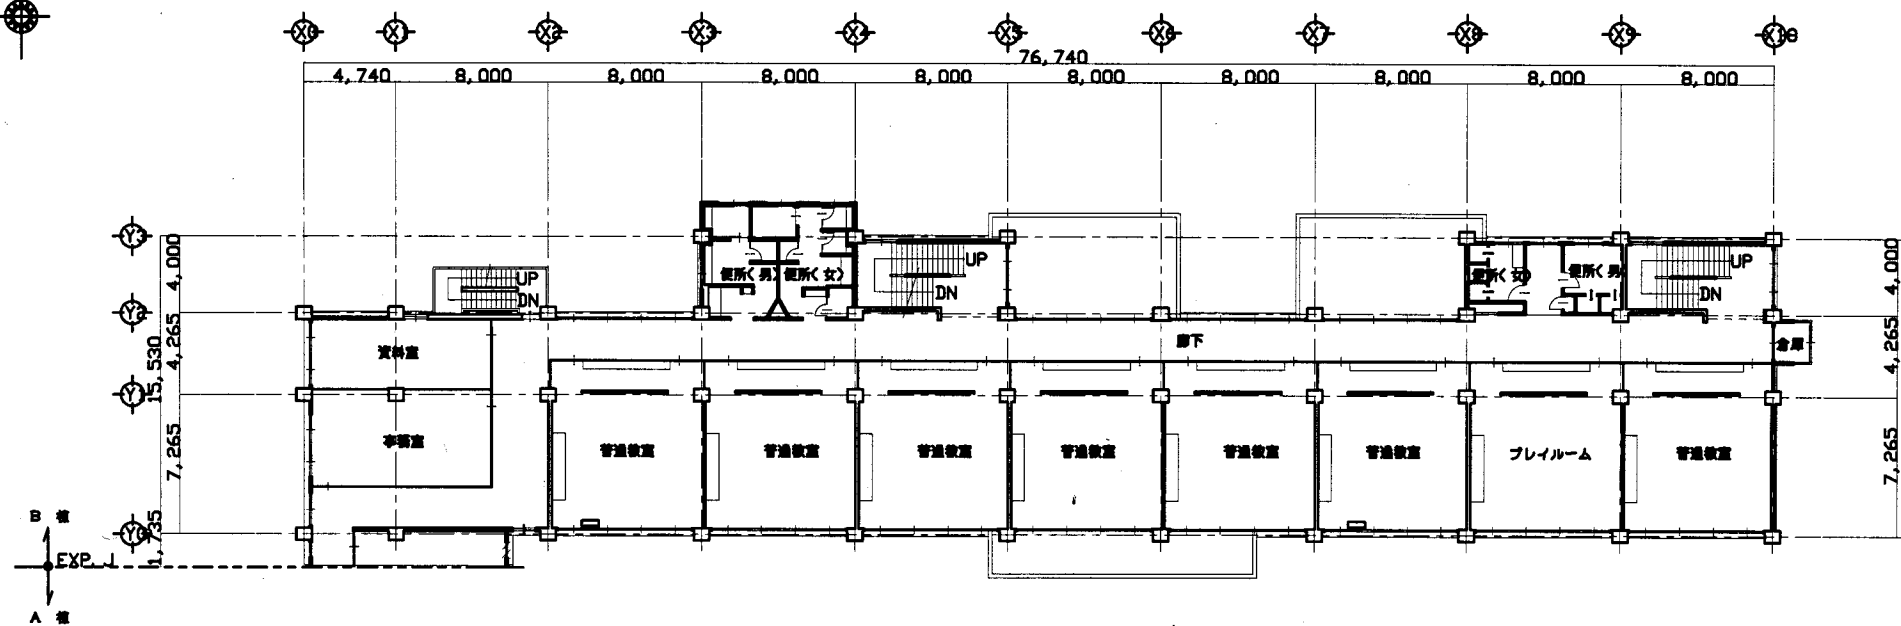 X0 X1 X2 X3 X4 X5 X6 X7 X8 X9 X10
76,740
4,740 8,000 8,000 8,000 8,000 8,000 8,000 8,000 8,000 8,000
Y3
4,000
4,000
便所(男) 便所(女)
UP
DN
便所(女) 便所(男)
UP
DN
UP
DN
Y2
4,265
15,530
4,265
資料室
廊下
倉庫
Y1
7,265
7,265
事務室
普通教室 普通教室 普通教室 普通教室 普通教室 普通教室 プレイルーム 普通教室
Y0
1,735
B 棟
EXP. J
A 棟